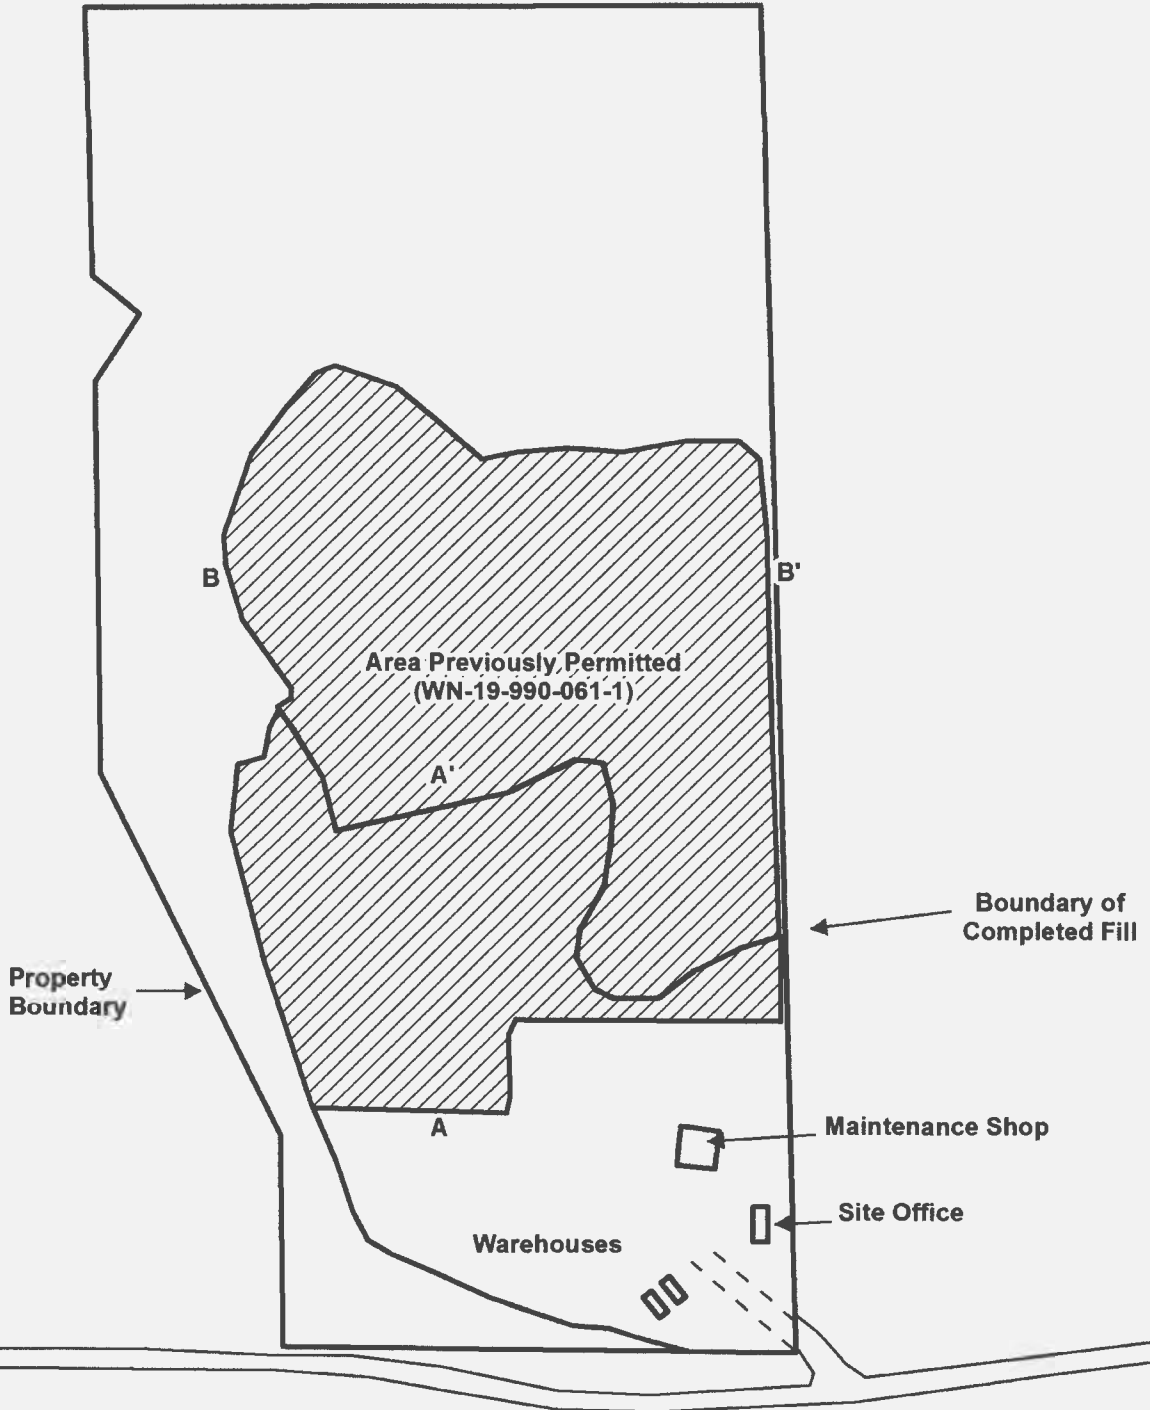 B
B'
Area Previously Permitted
(WN-19-990-061-1)
A'
Boundary of
Completed Fill
Property
Boundary
A
Maintenance Shop
Site Office
Warehouses